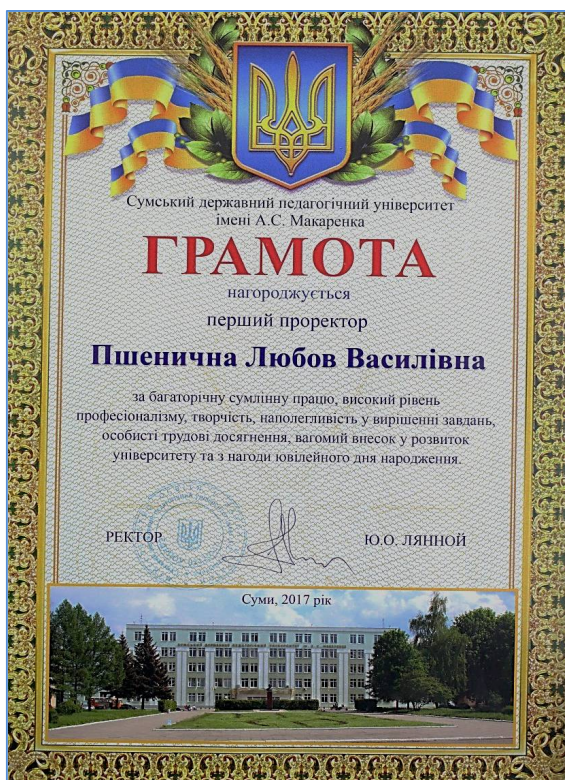 Сумський державний педагогічний університет
імені А.С. Макаренка
ГРАМОТА
нагороджується
перший проректор
Пшенична Любов Василівна
за багаторічну сумлінну працю, високий рівень
професіоналізму, творчість, наполегливість у вирішенні завдань,
особисті трудові досягнення, вагомий внесок у розвиток
університету та з нагоди ювілейного дня народження.
РЕКТОР Ю.О. ЛЯННОЙ
Суми, 2017 рік